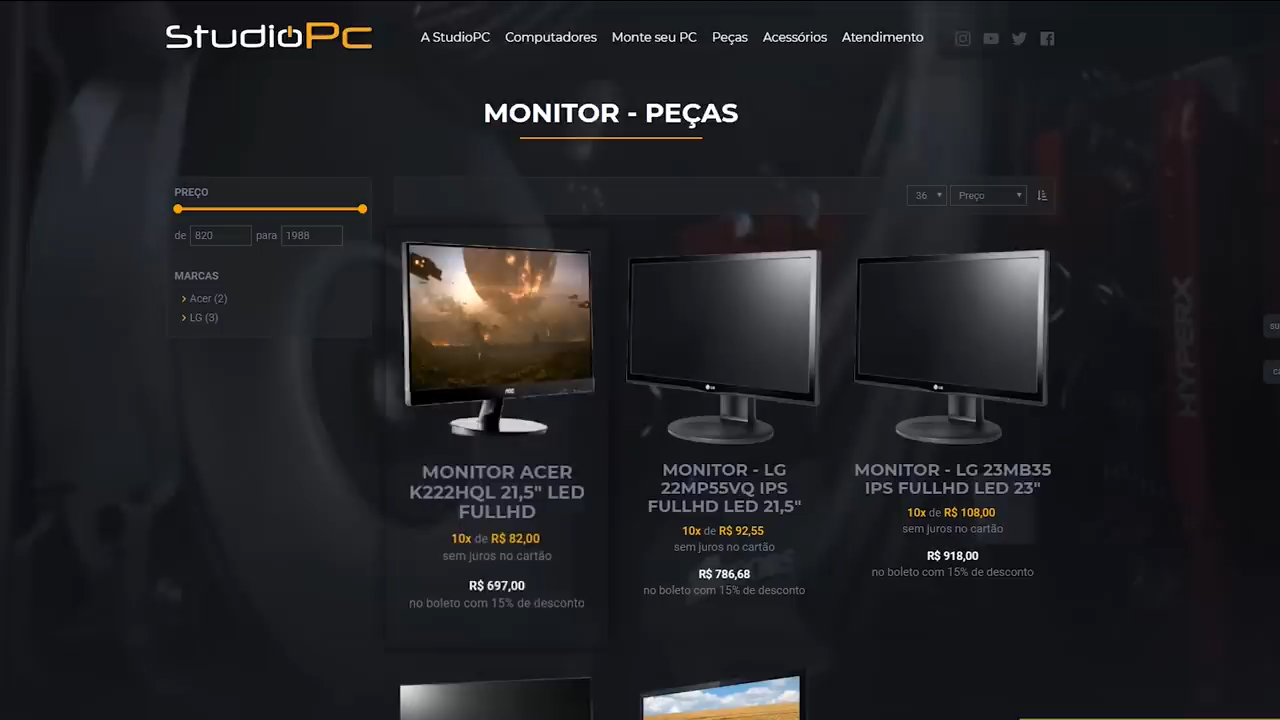 StudioPc
A StudioPC Computadores Monte seu PC Peças Acessórios Atendimento
MONITOR - PEÇAS
PREÇO
de 820 para 1988
MARCAS
Acer (2)
LG (3)
36 Preço
HYPERX
AOC
LG
LG
MONITOR ACER
K222HQL 21,5" LED
FULLHD
10x de R$ 82,00
sem juros no cartão
R$ 697,00
no boleto com 15% de desconto
MONITOR - LG
22MP55VQ IPS
FULLHD LED 21,5"
10x de R$ 92,55
sem juros no cartão
R$ 786,68
no boleto com 15% de desconto
MONITOR - LG 23MB35
IPS FULLHD LED 23"
10x de R$ 108,00
sem juros no cartão
R$ 918,00
no boleto com 15% de desconto